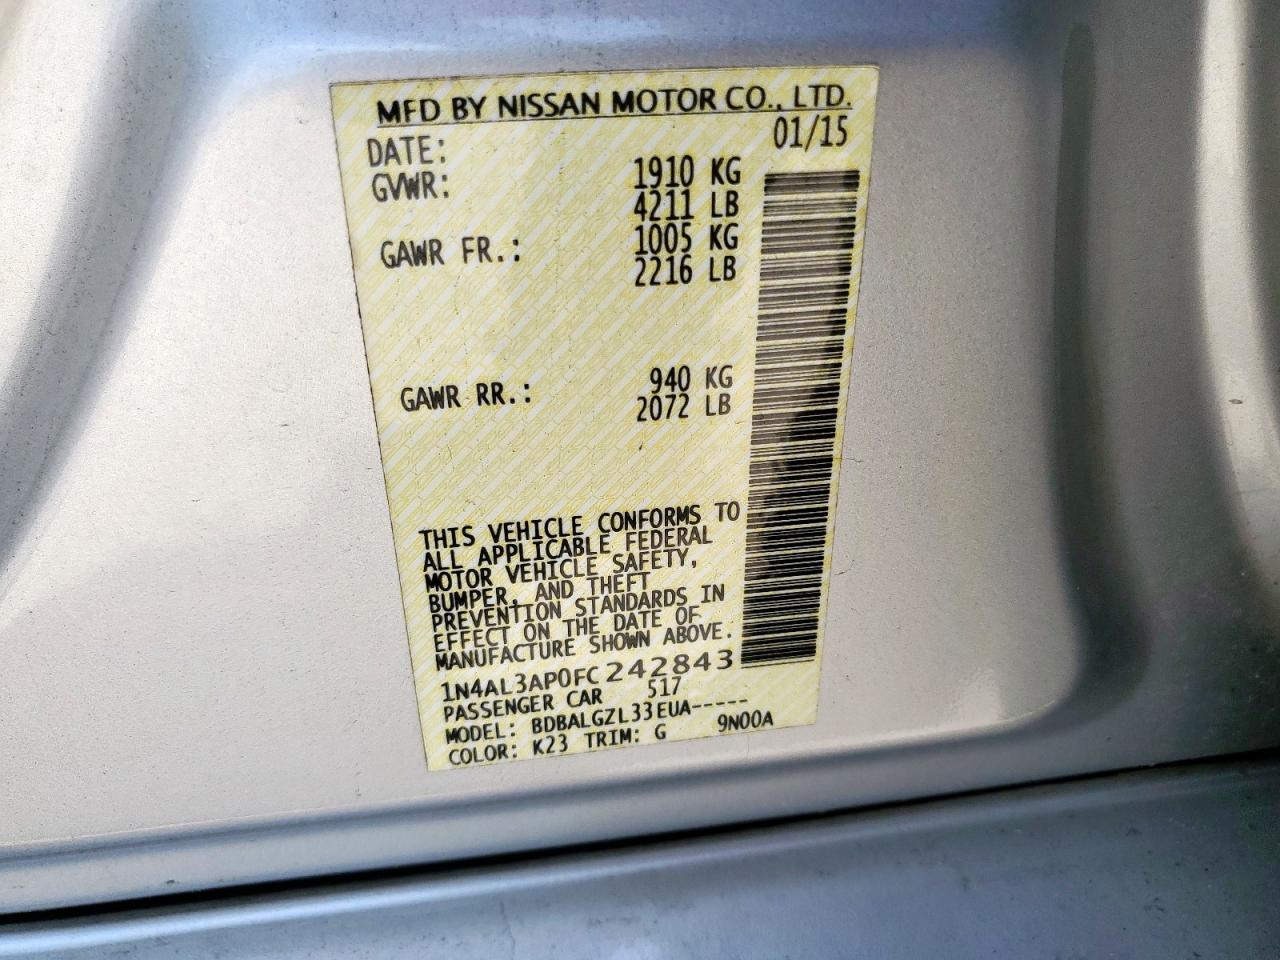 MFD BY NISSAN MOTOR CO., LTD.
DATE: 01/15
GVWR: 1910 KG
4211 LB
GAWR FR.: 1005 KG
2216 LB
GAWR RR.: 940 KG
2072 LB
THIS VEHICLE CONFORMS TO
ALL APPLICABLE FEDERAL
MOTOR VEHICLE SAFETY,
BUMPER, AND THEFT
PREVENTION STANDARDS IN
EFFECT ON THE DATE OF
MANUFACTURE SHOWN ABOVE.
1N4AL3AP0FC242843
PASSENGER CAR 517
MODEL: BDBALGZL33EUA-----
COLOR: K23 TRIM: G 9N00A